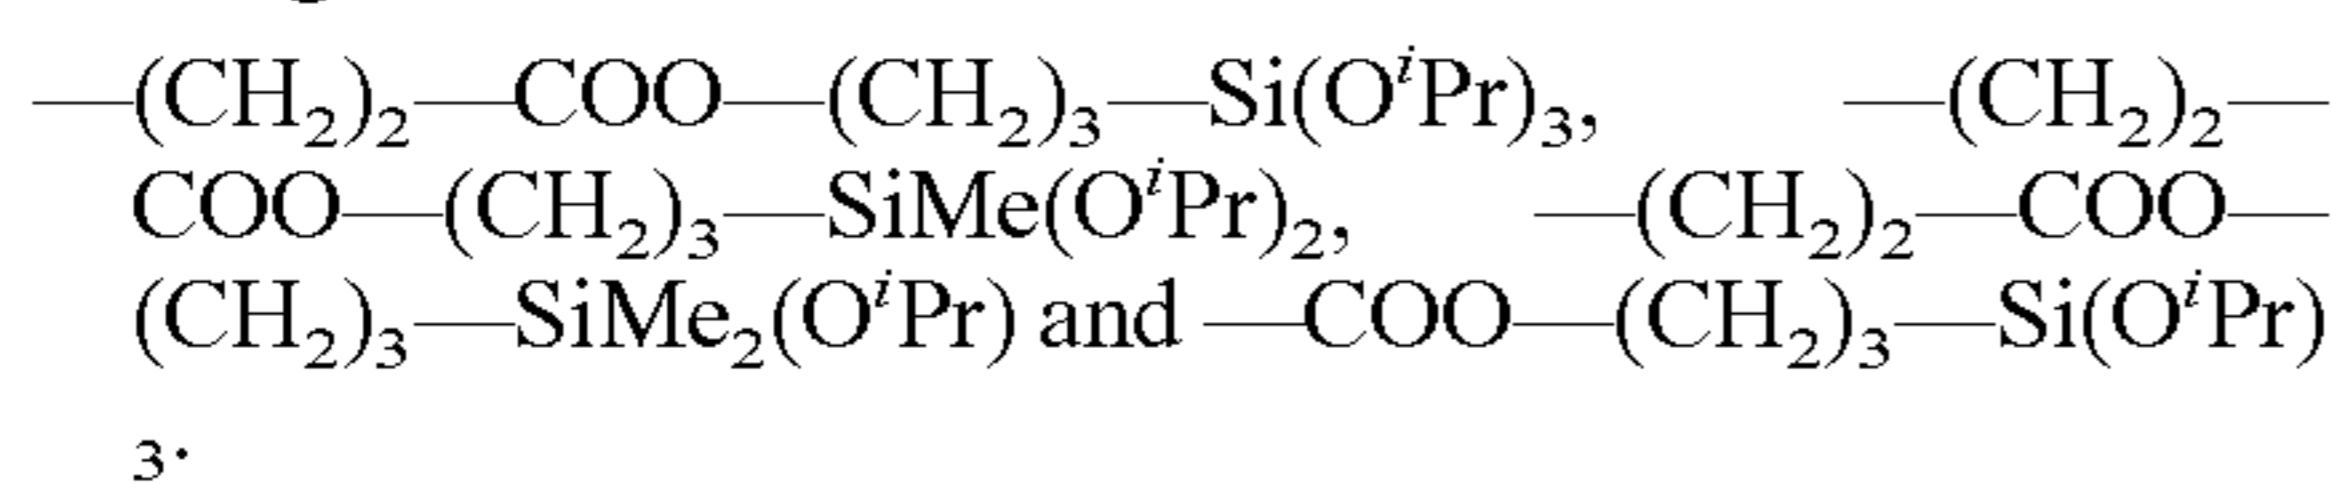 —(CH₂)₂—COO—(CH₂)₃—Si(OⁱPr)₃, —(CH₂)₂—
COO—(CH₂)₃—SiMe(OⁱPr)₂, —(CH₂)₂—COO—
(CH₂)₃—SiMe₂(OⁱPr) and —COO—(CH₂)₃—Si(OⁱPr)
₃.